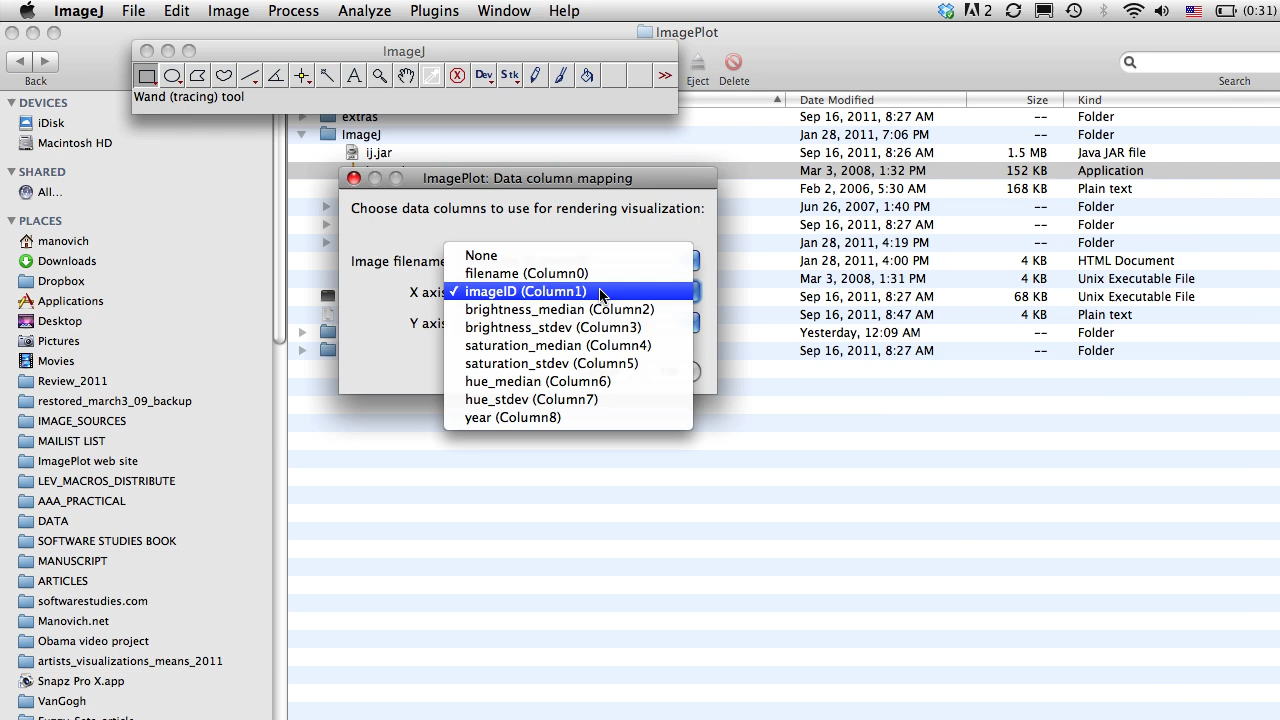 ImageJ File Edit Image Process Analyze Plugins Window Help 2 (0:31)
ImagePlot
Back Eject Delete Search
ImageJ
A Dev Stk >>
Wand (tracing) tool
Date Modified Size Kind
extras Sep 16, 2011, 8:27 AM -- Folder
ImageJ Jan 28, 2011, 7:06 PM -- Folder
ij.jar Sep 16, 2011, 8:26 AM 1.5 MB Java JAR file
Mar 3, 2008, 1:32 PM 152 KB Application
Feb 2, 2006, 5:30 AM 168 KB Plain text
Jun 26, 2007, 1:40 PM -- Folder
Sep 16, 2011, 8:27 AM -- Folder
Jan 28, 2011, 4:19 PM -- Folder
Jan 28, 2011, 4:00 PM 4 KB HTML Document
Mar 3, 2008, 1:31 PM 4 KB Unix Executable File
Sep 16, 2011, 8:27 AM 68 KB Unix Executable File
Sep 16, 2011, 8:47 AM 4 KB Plain text
Yesterday, 12:09 AM -- Folder
Sep 16, 2011, 8:27 AM -- Folder
ImagePlot: Data column mapping
Choose data columns to use for rendering visualization:
Image filename
X axis
Y axis
None
filename (Column0)
✓ imageID (Column1)
brightness_median (Column2)
brightness_stdev (Column3)
saturation_median (Column4)
saturation_stdev (Column5)
hue_median (Column6)
hue_stdev (Column7)
year (Column8)
DEVICES
iDisk
Macintosh HD
SHARED
All...
PLACES
manovich
Downloads
Dropbox
Applications
Desktop
Pictures
Movies
Review_2011
restored_march3_09_backup
IMAGE_SOURCES
MAILIST LIST
ImagePlot web site
LEV_MACROS_DISTRIBUTE
AAA_PRACTICAL
DATA
SOFTWARE STUDIES BOOK
MANUSCRIPT
ARTICLES
softwarestudies.com
Manovich.net
Obama video project
artists_visualizations_means_2011
Snapz Pro X.app
VanGogh
Fuzzy_Sets_article